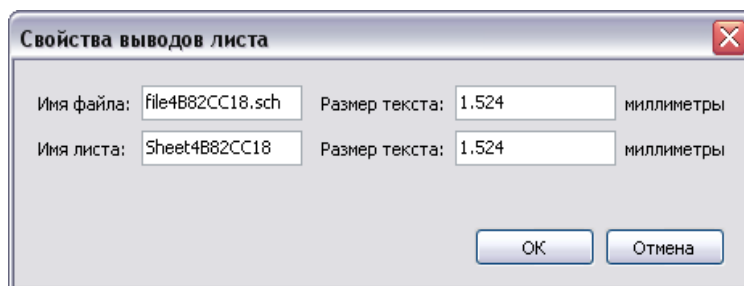 Свойства выводов листа
Имя файла: file4B82CC18.sch Размер текста: 1.524 миллиметры
Имя листа: Sheet4B82CC18 Размер текста: 1.524 миллиметры
ОК Отмена